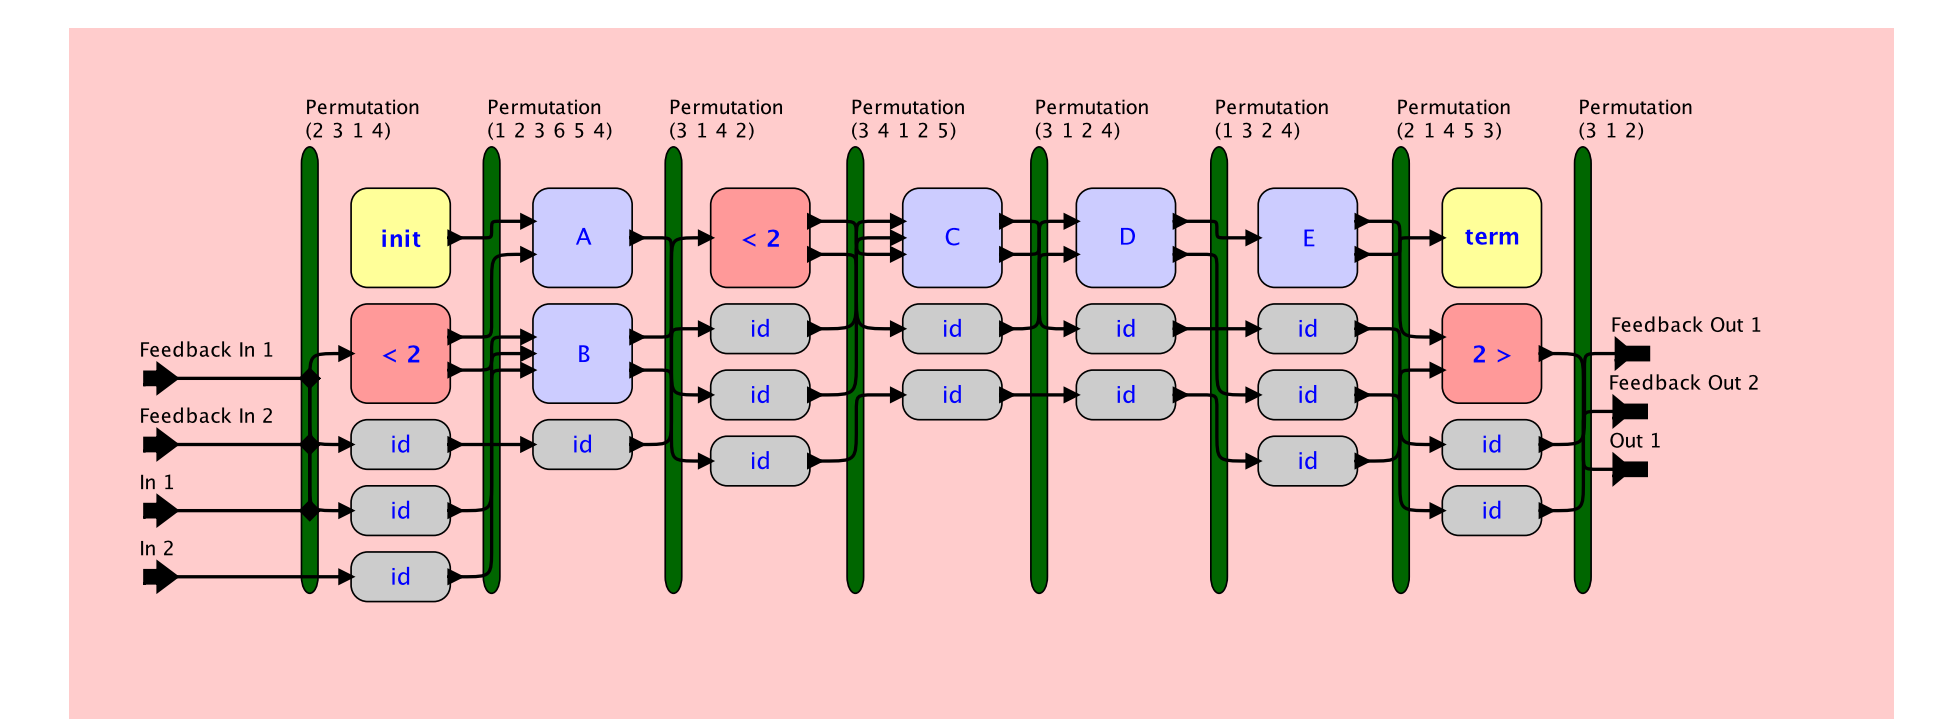 Permutation
(2 3 1 4)
Permutation
(1 2 3 6 5 4)
Permutation
(3 1 4 2)
Permutation
(3 4 1 2 5)
Permutation
(3 1 2 4)
Permutation
(1 3 2 4)
Permutation
(2 1 4 5 3)
Permutation
(3 1 2)
init
A
< 2
C
D
E
term
Feedback In 1
< 2
B
id
id
id
id
2 >
Feedback Out 1
Feedback Out 2
id
id
id
id
Feedback In 2
id
id
id
id
id
Out 1
In 1
id
id
In 2
id